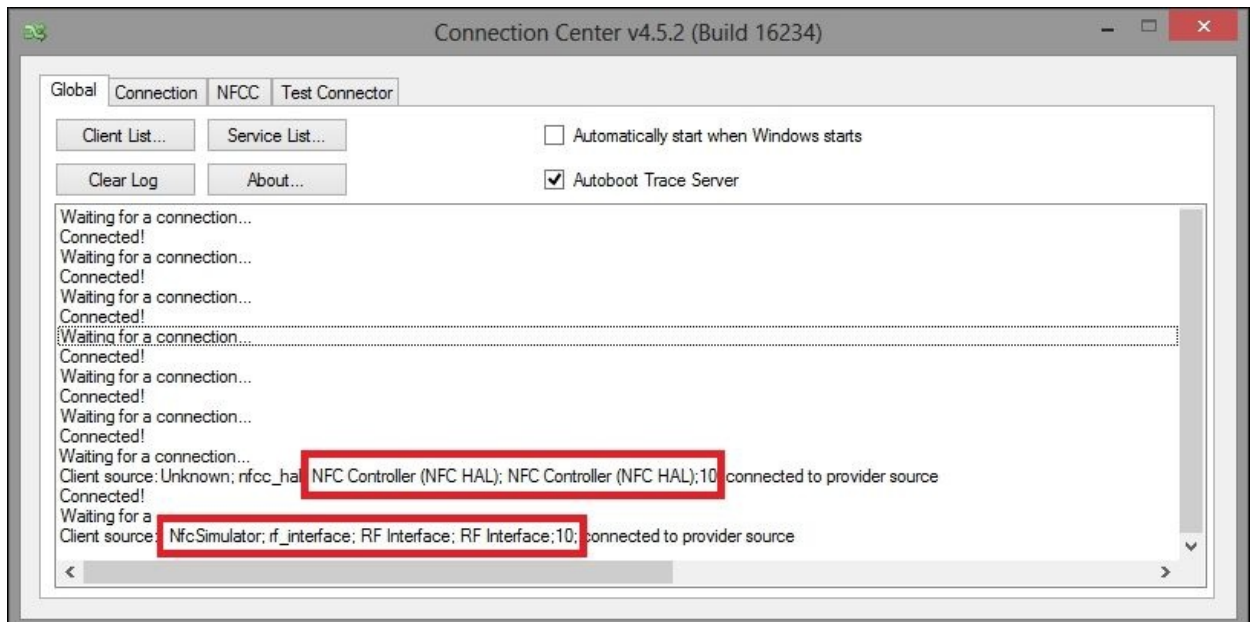 Connection Center v4.5.2 (Build 16234)
Global Connection NFCC Test Connector
Client List... Service List... Automatically start when Windows starts
Clear Log About... Autoboot Trace Server
Waiting for a connection...
Connected!
Waiting for a connection...
Connected!
Waiting for a connection...
Connected!
Waiting for a connection...
Connected!
Waiting for a connection...
Connected!
Waiting for a connection...
Connected!
Waiting for a connection...
Client source: Unknown; nfcc_hal NFC Controller (NFC HAL); NFC Controller (NFC HAL);10 connected to provider source
Connected!
Waiting for a
Client source: NfcSimulator; rf_interface; RF Interface; RF Interface;10; connected to provider source